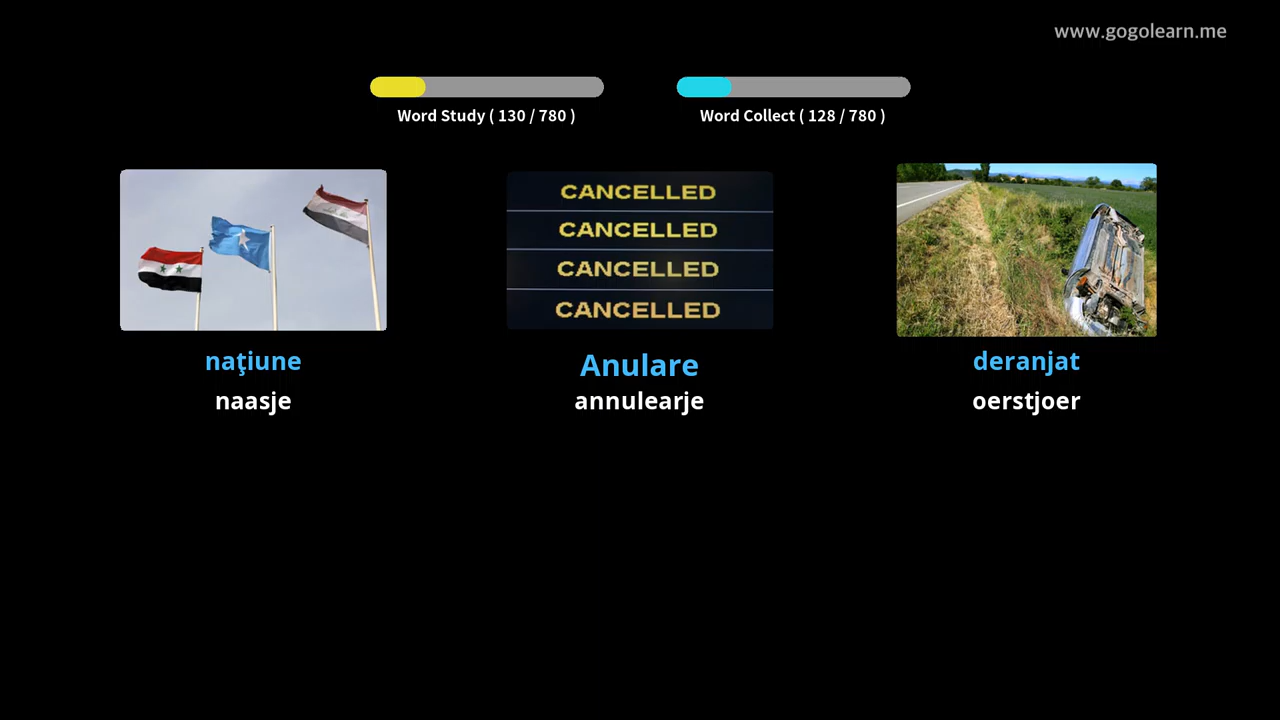 www.gogolearn.me
Word Study ( 130 / 780 )
Word Collect ( 128 / 780 )
CANCELLED
CANCELLED
CANCELLED
CANCELLED
naţiune
Anulare
deranjat
naasje
annulearje
oerstjoer